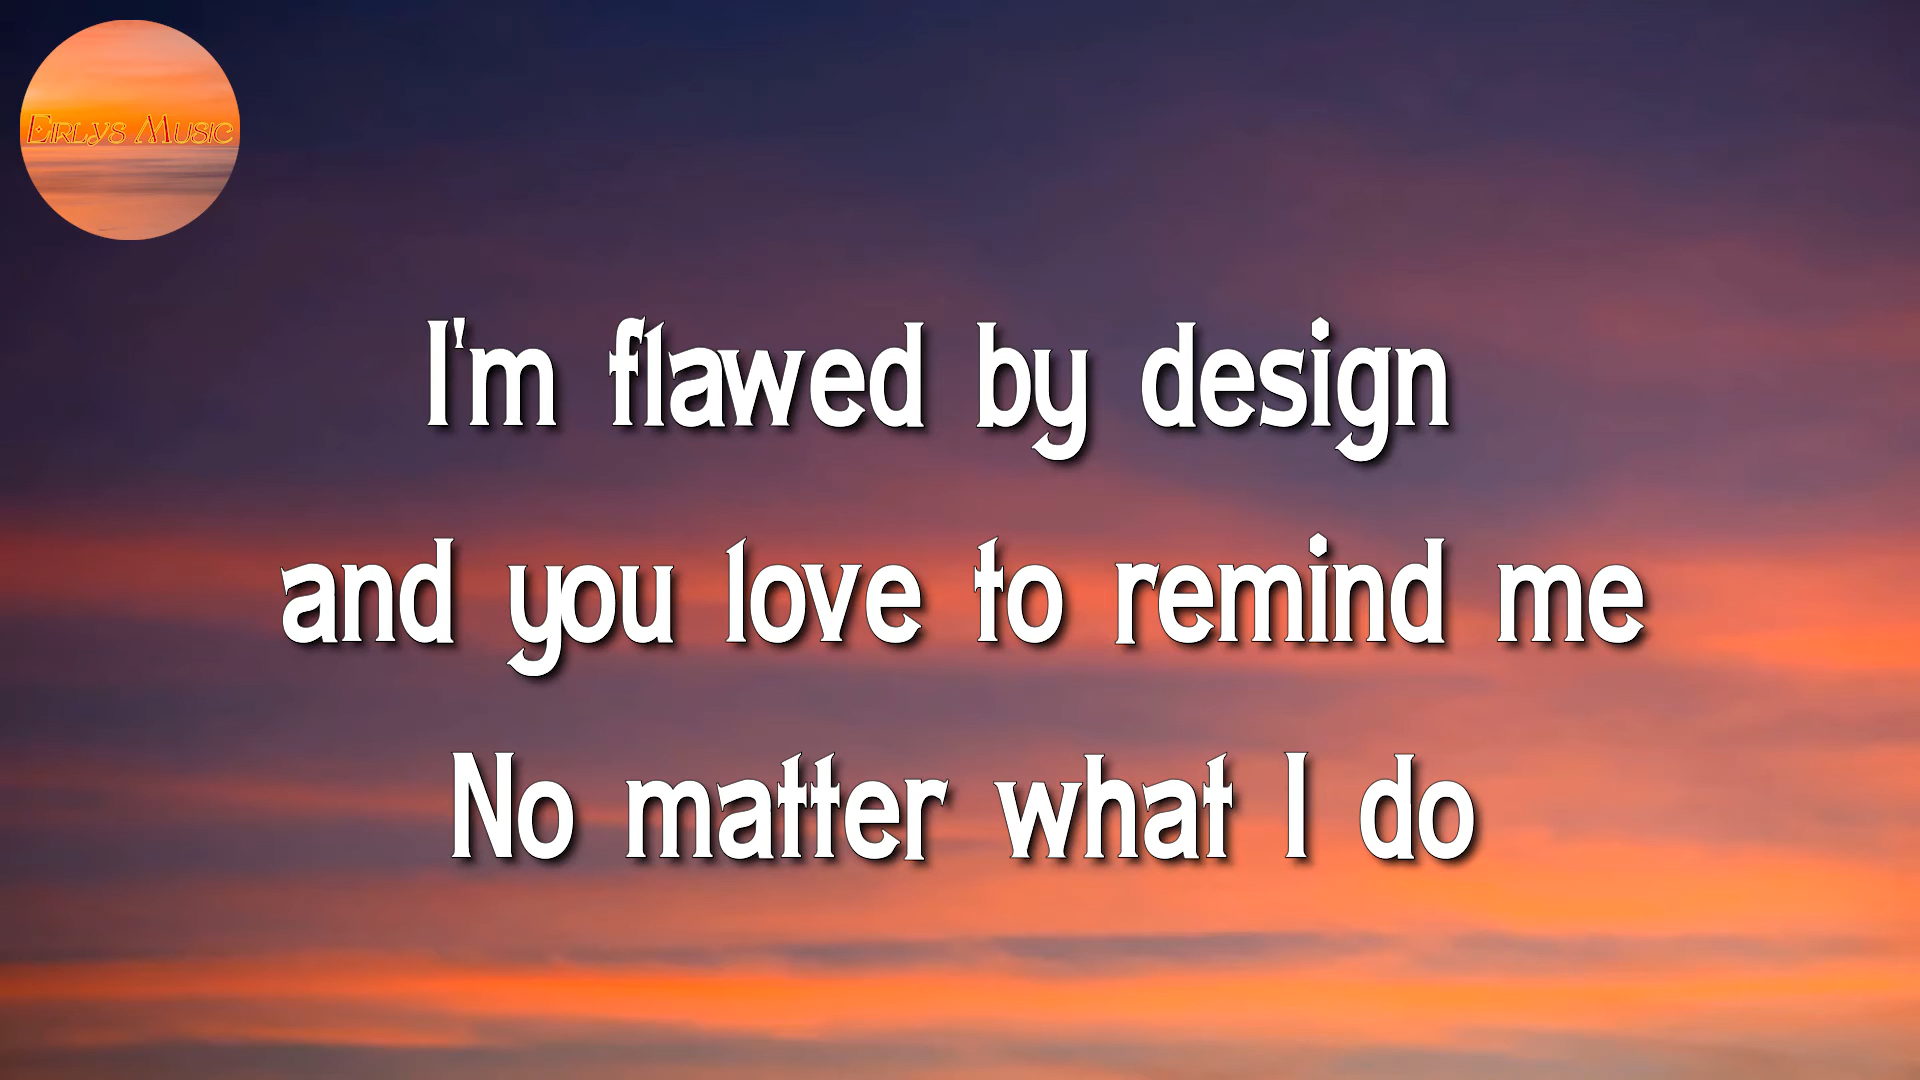 Eirlys Music
I'm flawed by design
and you love to remind me
No matter what I do